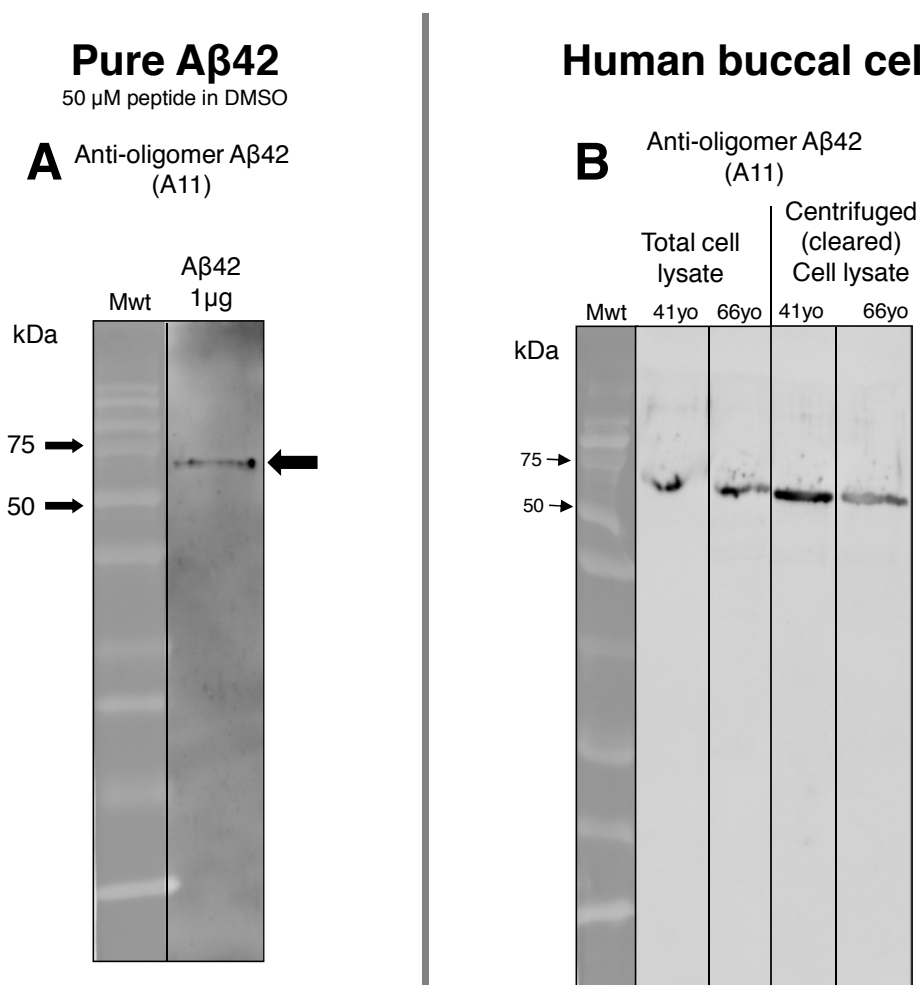 Pure Aβ42
50 µM peptide in DMSO
A
Anti-oligomer Aβ42
(A11)
Aβ42
1µg
Mwt
kDa
75
50
Human buccal cel
B
Anti-oligomer Aβ42
(A11)
Total cell
lysate
Centrifuged
(cleared)
Cell lysate
Mwt
41yo
66yo
41yo
66yo
kDa
75
50